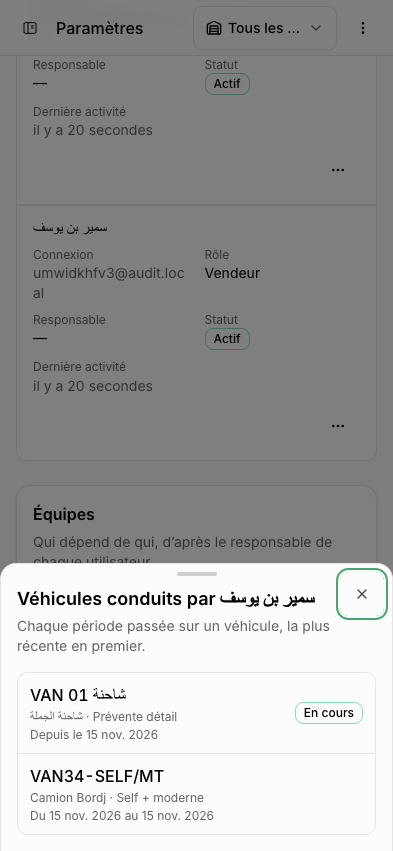 Paramètres
Tous les ...
Responsable
Statut
—
Actif
Dernière activité
il y a 20 secondes
سمير بن يوسف
Connexion
Rôle
umwidkhfv3@audit.loc
al
Vendeur
Responsable
Statut
—
Actif
Dernière activité
il y a 20 secondes
Équipes
Qui dépend de qui, d’après le responsable de
chaque utilisateur
Véhicules conduits par سمير بن يوسف
Chaque période passée sur un véhicule, la plus
récente en premier.
VAN 01 شاحنة
شاحنة الجملة · Prévente détail
Depuis le 15 nov. 2026
En cours
VAN34-SELF/MT
Camion Bordj · Self + moderne
Du 15 nov. 2026 au 15 nov. 2026